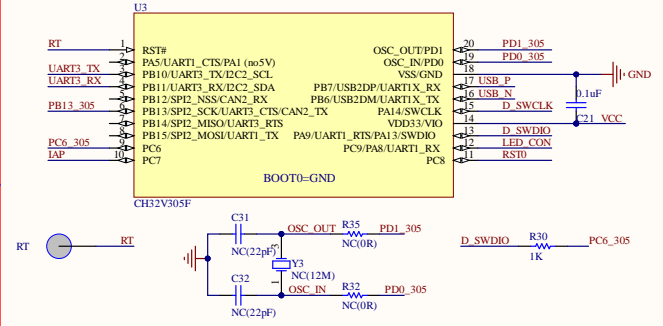 U3
RT 1 RST# OSC_OUT/PD1 20 PD1_305
2 PA5/UART1_CTS/PA1 (no5V) OSC_IN/PD0 19 PD0_305
UART3_TX 3 PB10/UART3_TX/I2C2_SCL VSS/GND 18 GND
UART3_RX 4 PB11/UART3_RX/I2C2_SDA PB7/USB2DP/UART1X_RX 17 USB_P
5 PB12/SPI2_NSS/CAN2_RX PB6/USB2DM/UART1X_TX 16 USB_N 0.1uF
PB13_305 6 PB13/SPI2_SCK/UART3_CTS/CAN2_TX PA14/SWCLK 15 D_SWCLK
7 PB14/SPI2_MISO/UART3_RTS VDD33/VIO 14 C21 VCC
8 PB15/SPI2_MOSI/UART1_TX PA9/UART1_RTS/PA13/SWDIO 13 D_SWDIO
PC6_305 9 PC6 PC9/PA8/UART1_RX 12 LED_CON
IAP 10 PC7 PC8 11 RST0
BOOT0=GND
CH32V305F
C31 OSC_OUT R35 PD1_305
NC(22pF) 3 NC(0R)
RT RT
D_SWDIO R30 PC6_305
1K
Y3
NC(12M)
C32 1 OSC_IN R32 PD0_305
NC(22pF) NC(0R)